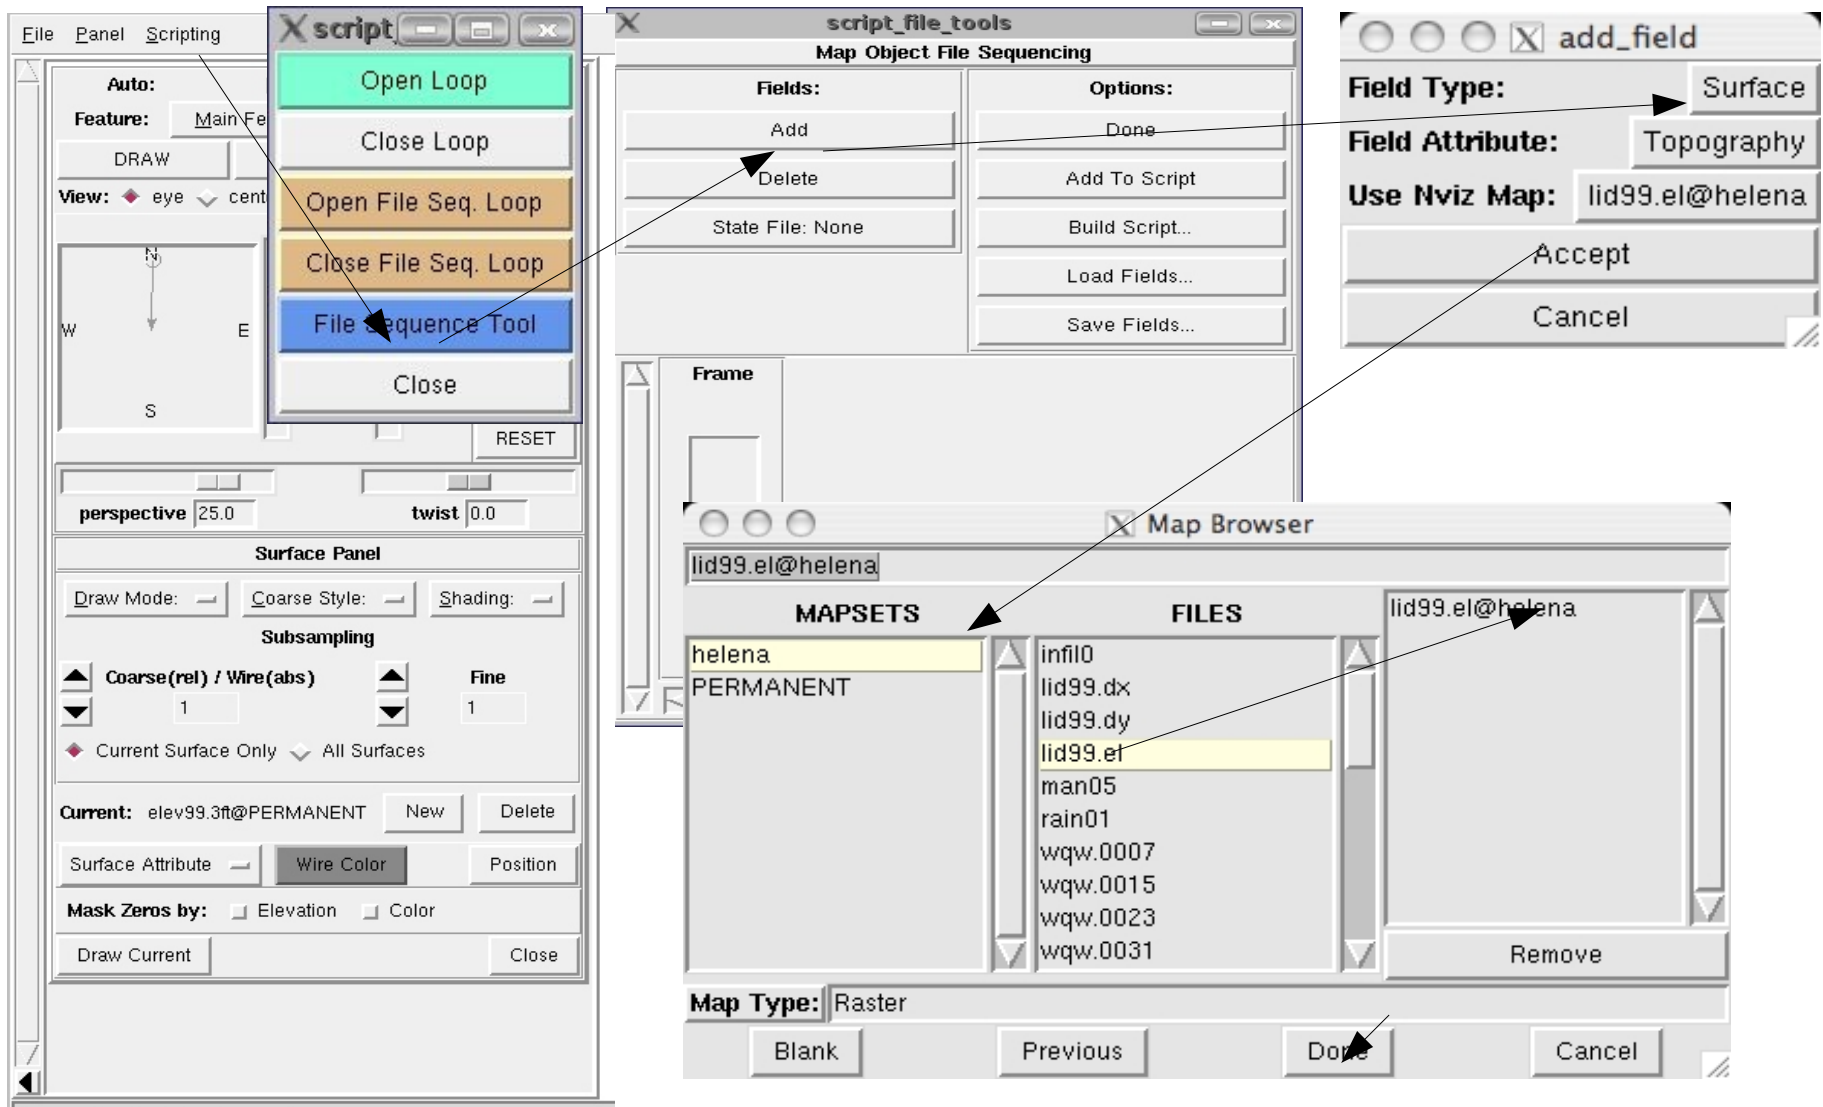 File Panel Scripting
Auto:
Feature: Main Fe
DRAW
View: eye cent
N
W E
S
RESET
perspective 25.0 twist 0.0
Surface Panel
Draw Mode: Coarse Style: Shading:
Subsampling
Coarse(rel) / Wire(abs) Fine
1 1
Current Surface Only All Surfaces
Current: elev99.3ft@PERMANENT New Delete
Surface Attribute Wire Color Position
Mask Zeros by: Elevation Color
Draw Current Close
X script_
Open Loop
Close Loop
Open File Seq. Loop
Close File Seq. Loop
File Sequence Tool
Close
X script_file_tools
Map Object File Sequencing
Fields: Options:
Add Done
Delete Add To Script
State File: None Build Script...
Load Fields...
Save Fields...
Frame
X add_field
Field Type: Surface
Field Attribute: Topography
Use Nviz Map: lid99.el@helena
Accept
Cancel
X Map Browser
lid99.el@helena
MAPSETS FILES lid99.el@helena
helena infil0
PERMANENT lid99.dx
lid99.dy
lid99.el
man05
rain01
wqw.0007
wqw.0015
wqw.0023
wqw.0031
Remove
Map Type: Raster
Blank Previous Done Cancel